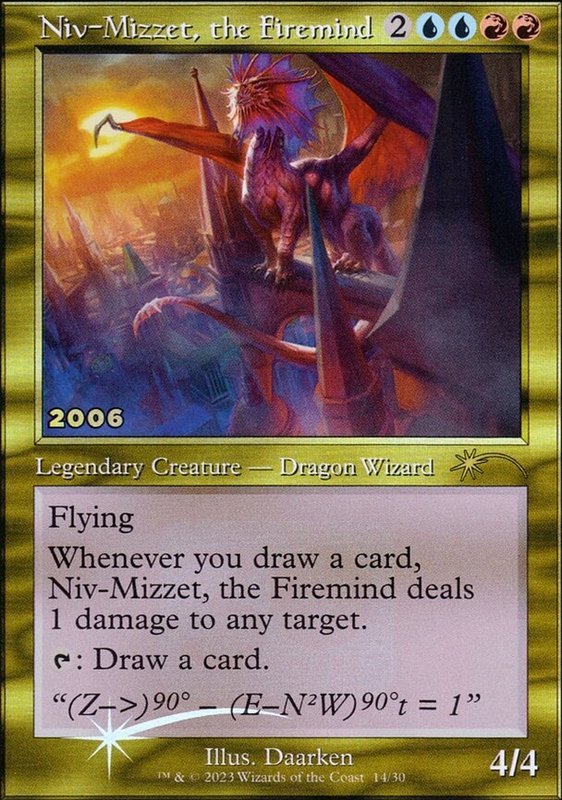 Niv-Mizzet, the Firemind 2
2006
Legendary Creature — Dragon Wizard
Flying
Whenever you draw a card,
Niv-Mizzet, the Firemind deals
1 damage to any target.
: Draw a card.
“(Z–>)90° – (E–N²W)90°t = 1”
Illus. Daarken
™ & © 2023 Wizards of the Coast 14/30
4/4